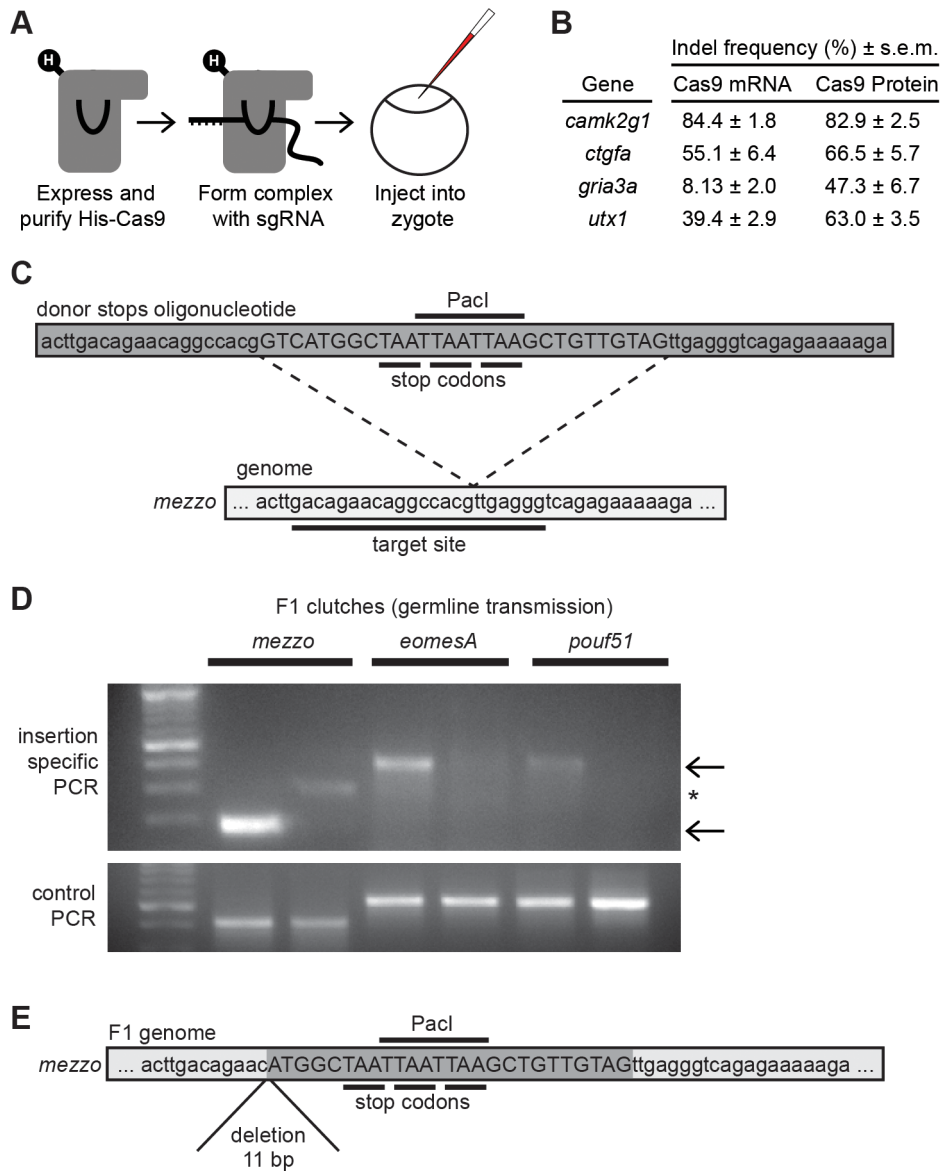 A
H
H
Express and
purify His-Cas9
Form complex
with sgRNA
Inject into
zygote
B
Indel frequency (%) ± s.e.m.
Gene Cas9 mRNA Cas9 Protein
camk2g1 84.4 ± 1.8 82.9 ± 2.5
ctgfa 55.1 ± 6.4 66.5 ± 5.7
gria3a 8.13 ± 2.0 47.3 ± 6.7
utx1 39.4 ± 2.9 63.0 ± 3.5
C
donor stops oligonucleotide
PacI
acttgacagaacaggccacgGTCATGGCTAATTAATTAAGCTGTTGTAGttgagggtcagagaaaaaga
stop codons
genome
mezzo ... acttgacagaacaggccacgttgagggtcagagaaaaaga ...
target site
D
F1 clutches (germline transmission)
mezzo eomesA pouf51
insertion
specific
PCR
*
control
PCR
E
F1 genome
PacI
mezzo ... acttgacagaacATGGCTAATTAATTAAGCTGTTGTAGttgagggtcagagaaaaaga ...
stop codons
deletion
11 bp